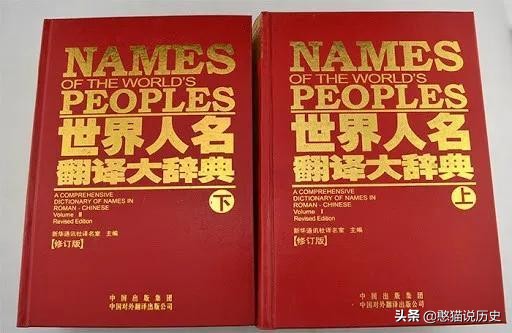 NAMES
OF THE WORLD'S
PEOPLES
世界人名
翻译大辞典
A COMPREHENSIVE
DICTIONARY OF NAMES IN
ROMAN - CHINESE
Volume Ⅱ
Revised Edition
下
新华通讯社译名室 主编
[修订版]
中国出版集团
中国对外翻译出版公司
NAMES
OF THE WORLD'S
PEOPLES
世界人名
翻译大辞典
A COMPREHENSIVE
DICTIONARY OF NAMES IN
ROMAN - CHINESE
Volume Ⅰ
Revised Edition
上
新华通讯社译名室 主编
[修订版]
中国出版集团
中国对外翻译出版公司
头条 @憨猫说历史